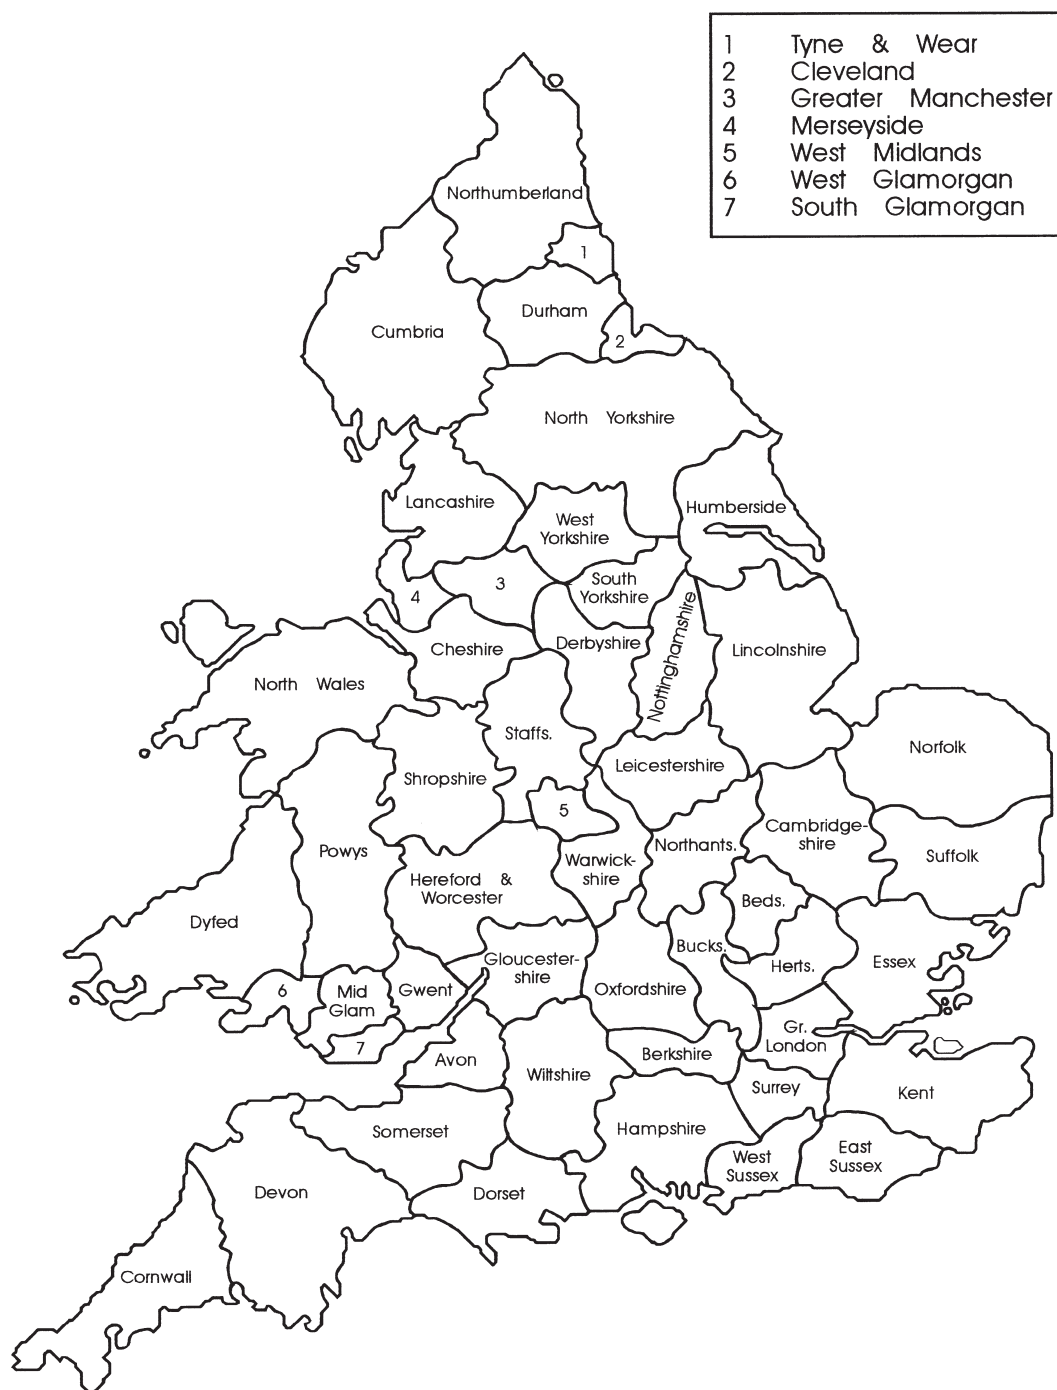 1 Tyne & Wear
2 Cleveland
3 Greater Manchester
4 Merseyside
5 West Midlands
6 West Glamorgan
7 South Glamorgan
Northumberland
1
Durham
Cumbria
2
North Yorkshire
Lancashire
Humberside
West
Yorkshire
3
South
Yorkshire
4
Derbyshire
Nottinghamshire
Cheshire
Lincolnshire
North Wales
Staffs.
Norfolk
Leicestershire
Shropshire
5
Cambridge-
shire
Northants.
Powys
Suffolk
Warwick-
shire
Hereford &
Worcester
Beds.
Dyfed
Bucks.
Gloucester-
shire
Herts.
Essex
6
Mid
Glam
Gwent
Oxfordshire
7
Gr.
London
Avon
Berkshire
Wiltshire
Surrey
Kent
Somerset
Hampshire
West
Sussex
East
Sussex
Devon
Dorset
Cornwall